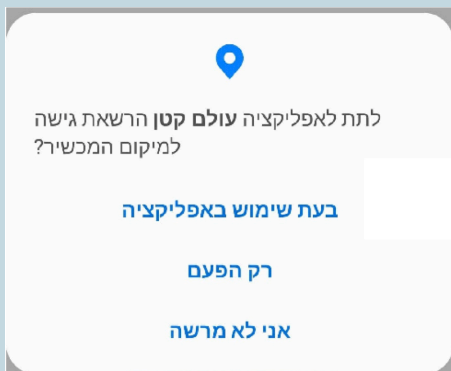 לתת לאפליקציה עולם קטן הרשאת גישה
למיקום המכשיר?
בעת שימוש באפליקציה
רק הפעם
אני לא מרשה